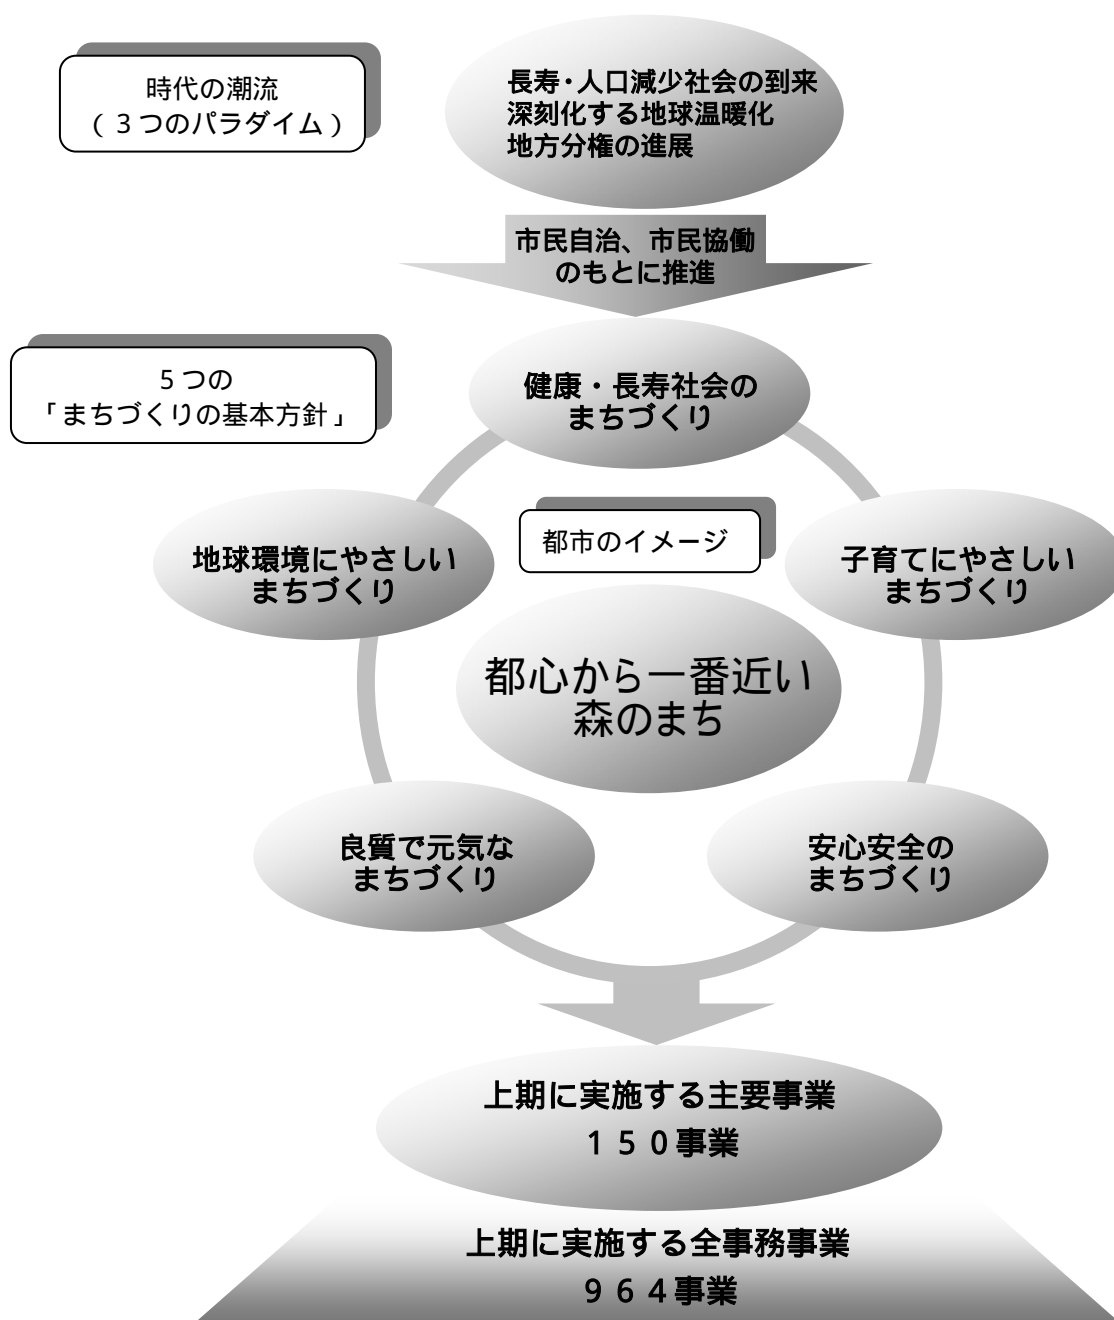 時代の潮流
(3つのパラダイム)
長寿・人口減少社会の到来
深刻化する地球温暖化
地方分権の進展
市民自治、市民協働
のもとに推進
5つの
「まちづくりの基本方針」
健康・長寿社会の
まちづくり
地球環境にやさしい
まちづくり
都市のイメージ
子育てにやさしい
まちづくり
都心から一番近い
森のまち
良質で元気な
まちづくり
安心安全の
まちづくり
上期に実施する主要事業
150事業
上期に実施する全事務事業
964事業